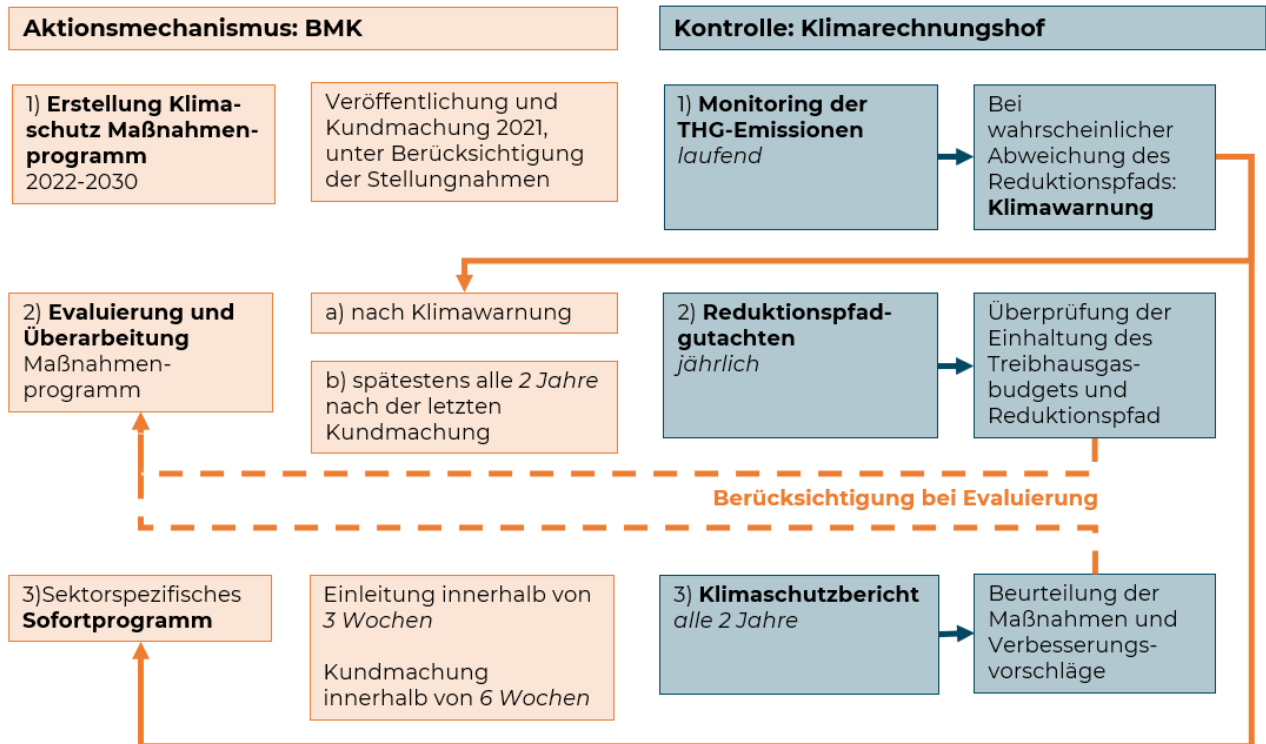 Aktionsmechanismus: BMK
Kontrolle: Klimarechnungshof
1) Erstellung Klima-
schutz Maßnahmen-
programm
2022-2030
Veröffentlichung und
Kundmachung 2021,
unter Berücksichtigung
der Stellungnahmen
1) Monitoring der
THG-Emissionen
laufend
Bei
wahrscheinlicher
Abweichung des
Reduktionspfads:
Klimawarnung
2) Evaluierung und
Überarbeitung
Maßnahmen-
programm
a) nach Klimawarnung
b) spätestens alle 2 Jahre
nach der letzten
Kundmachung
2) Reduktionspfad-
gutachten
jährlich
Überprüfung der
Einhaltung des
Treibhausgas-
budgets und
Reduktionspfad
Berücksichtigung bei Evaluierung
3)Sektorspezifisches
Sofortprogramm
Einleitung innerhalb von
3 Wochen
Kundmachung
innerhalb von 6 Wochen
3) Klimaschutzbericht
alle 2 Jahre
Beurteilung der
Maßnahmen und
Verbesserungs-
vorschläge